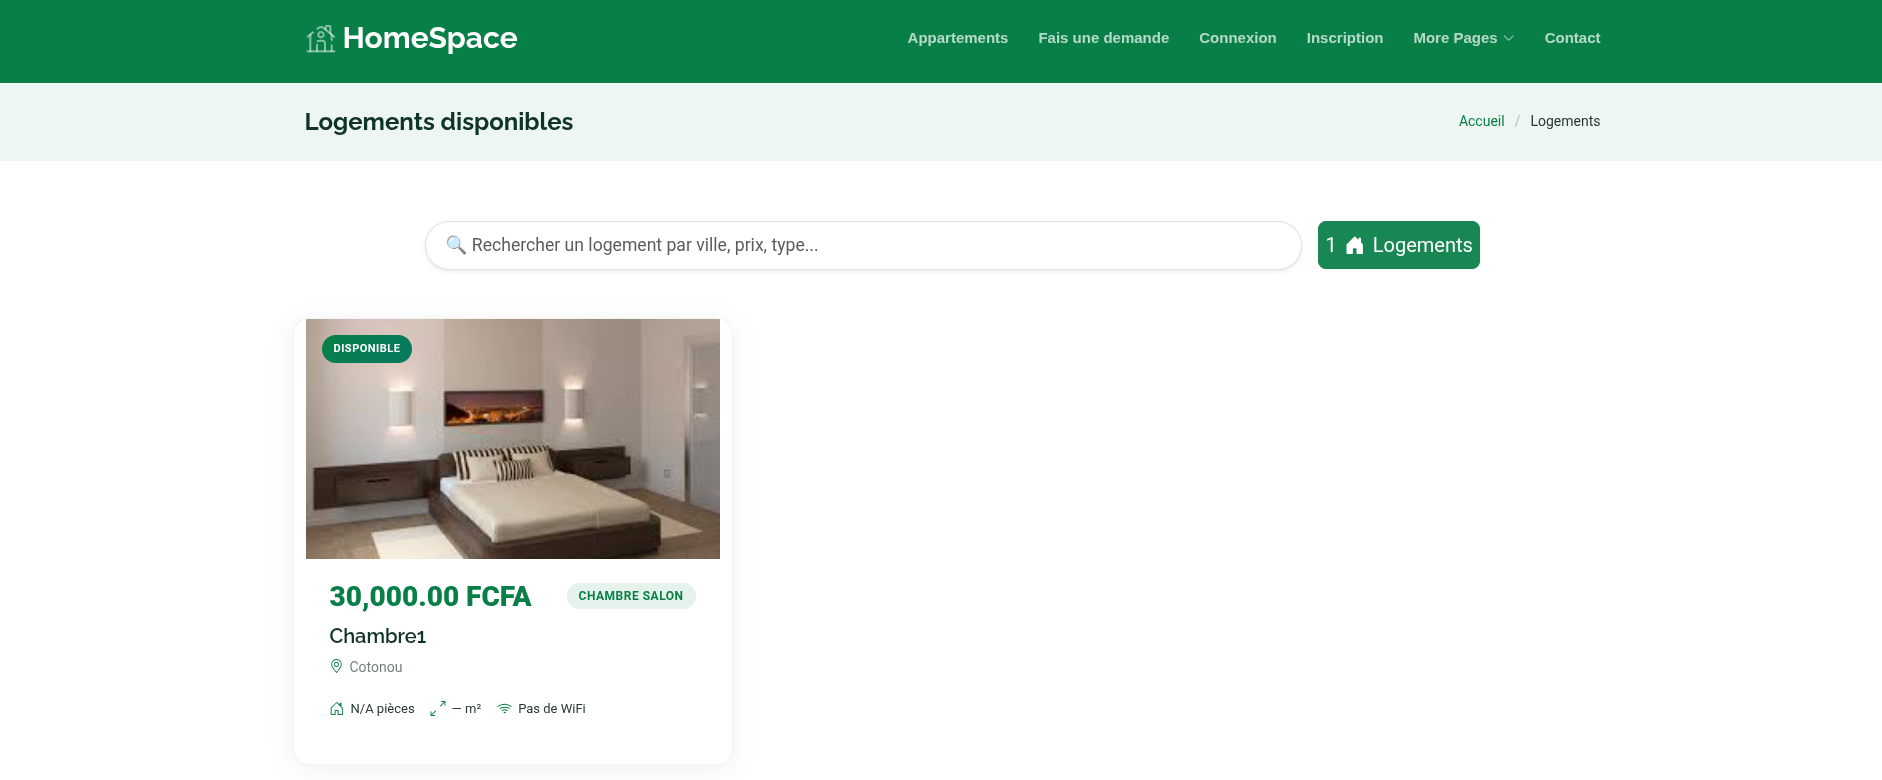 HomeSpace
Appartements Fais une demande Connexion Inscription More Pages Contact
Logements disponibles
Accueil / Logements
🔍 Rechercher un logement par ville, prix, type...
1 Logements
DISPONIBLE
30,000.00 FCFA CHAMBRE SALON
Chambre1
Cotonou
N/A pièces — m² Pas de WiFi